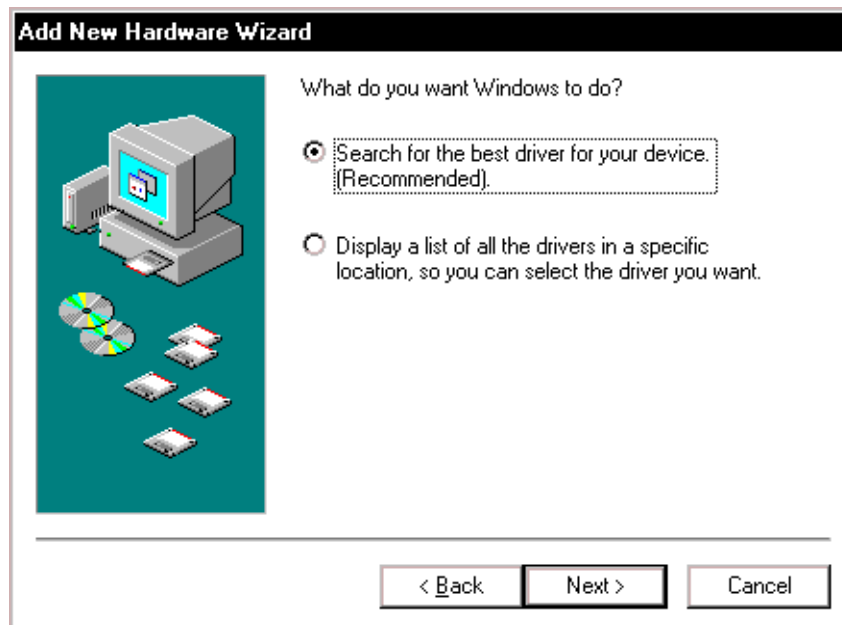 Add New Hardware Wizard
What do you want Windows to do?
Search for the best driver for your device.
(Recommended).
Display a list of all the drivers in a specific
location, so you can select the driver you want.
< Back
Next >
Cancel